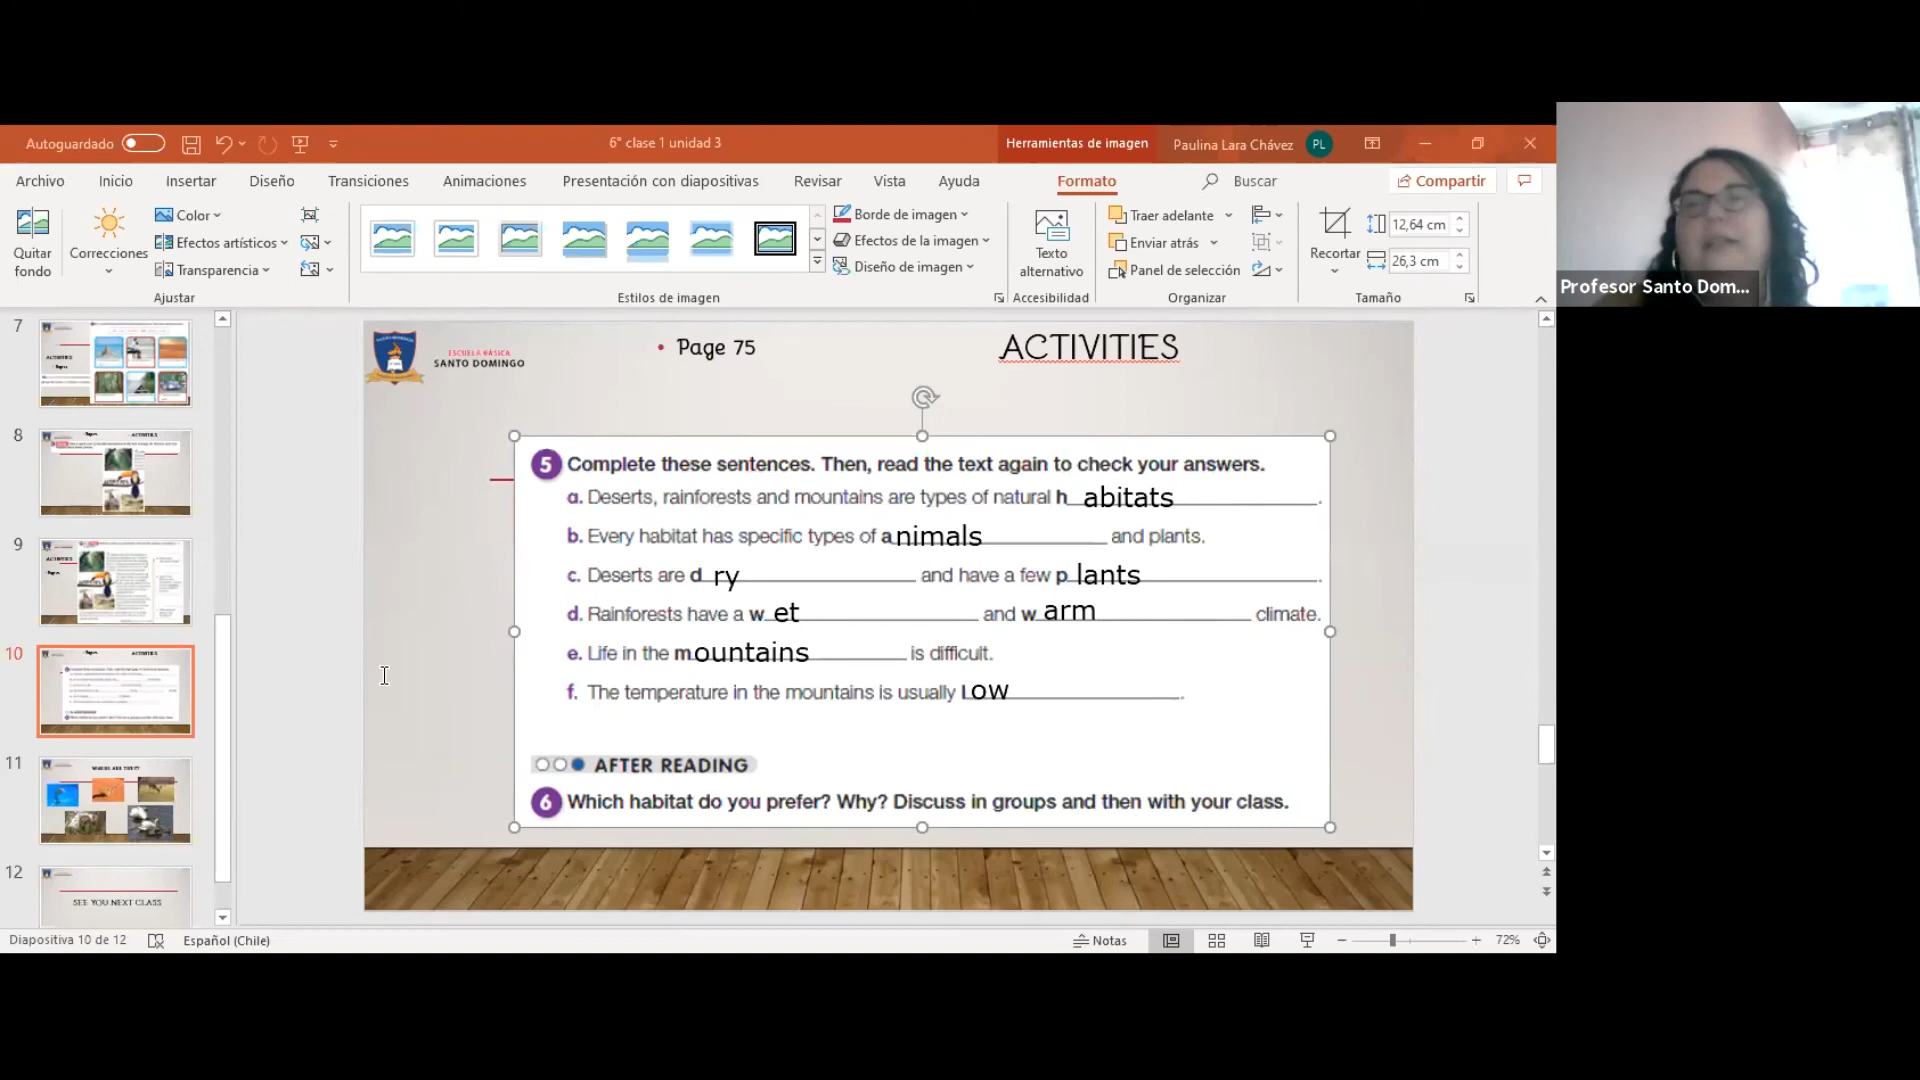 Autoguardado
6° clase 1 unidad 3
Herramientas de imagen
Paulina Lara Chávez
PL
Archivo Inicio Insertar Diseño Transiciones Animaciones Presentación con diapositivas Revisar Vista Ayuda Formato Buscar Compartir
Quitar fondo
Correcciones
Color
Efectos artísticos
Transparencia
Ajustar
Estilos de imagen
Borde de imagen
Efectos de la imagen
Diseño de imagen
Texto alternativo
Accesibilidad
Traer adelante
Enviar atrás
Panel de selección
Organizar
Recortar
12,64 cm
26,3 cm
Tamaño
Profesor Santo Dom...
7
8
9
10
11
WHERE ARE THEY?
12
SEE YOU NEXT CLASS
ESCUELA BÁSICA
SANTO DOMINGO
• Page 75
ACTIVITIES
5 Complete these sentences. Then, read the text again to check your answers.
a. Deserts, rainforests and mountains are types of natural h abitats.
b. Every habitat has specific types of animals and plants.
c. Deserts are d ry and have a few p lants.
d. Rainforests have a w et and w arm climate.
e. Life in the mountains is difficult.
f. The temperature in the mountains is usually low.
AFTER READING
6 Which habitat do you prefer? Why? Discuss in groups and then with your class.
Diapositiva 10 de 12
Español (Chile)
Notas
72%